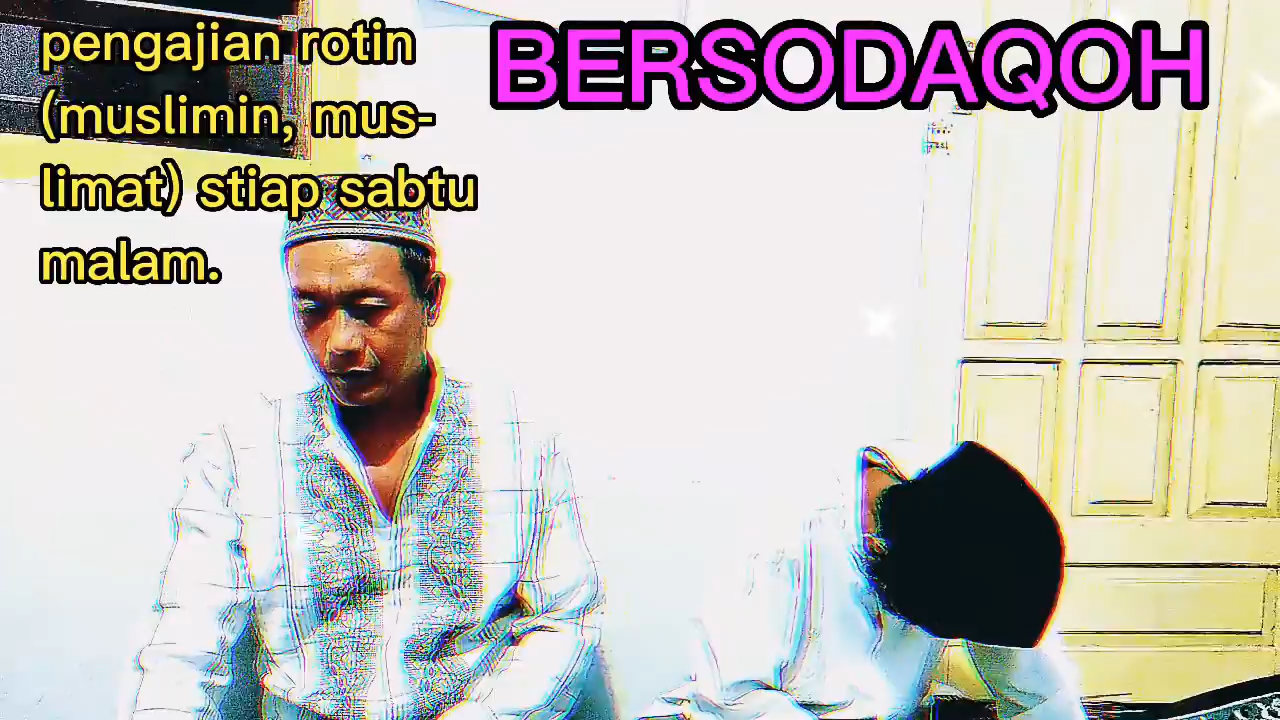 pengajian rotin
(muslimin, mus-
limat) stiap sabtu
malam.
BERSODAQOH